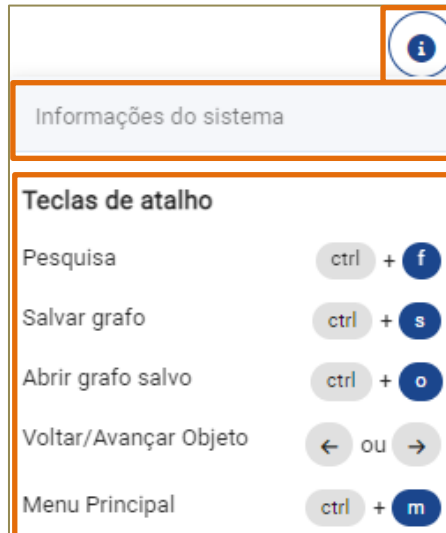 i
Informações do sistema
Teclas de atalho
Pesquisa ctrl + f
Salvar grafo ctrl + s
Abrir grafo salvo ctrl + o
Voltar/Avançar Objeto ← ou →
Menu Principal ctrl + m